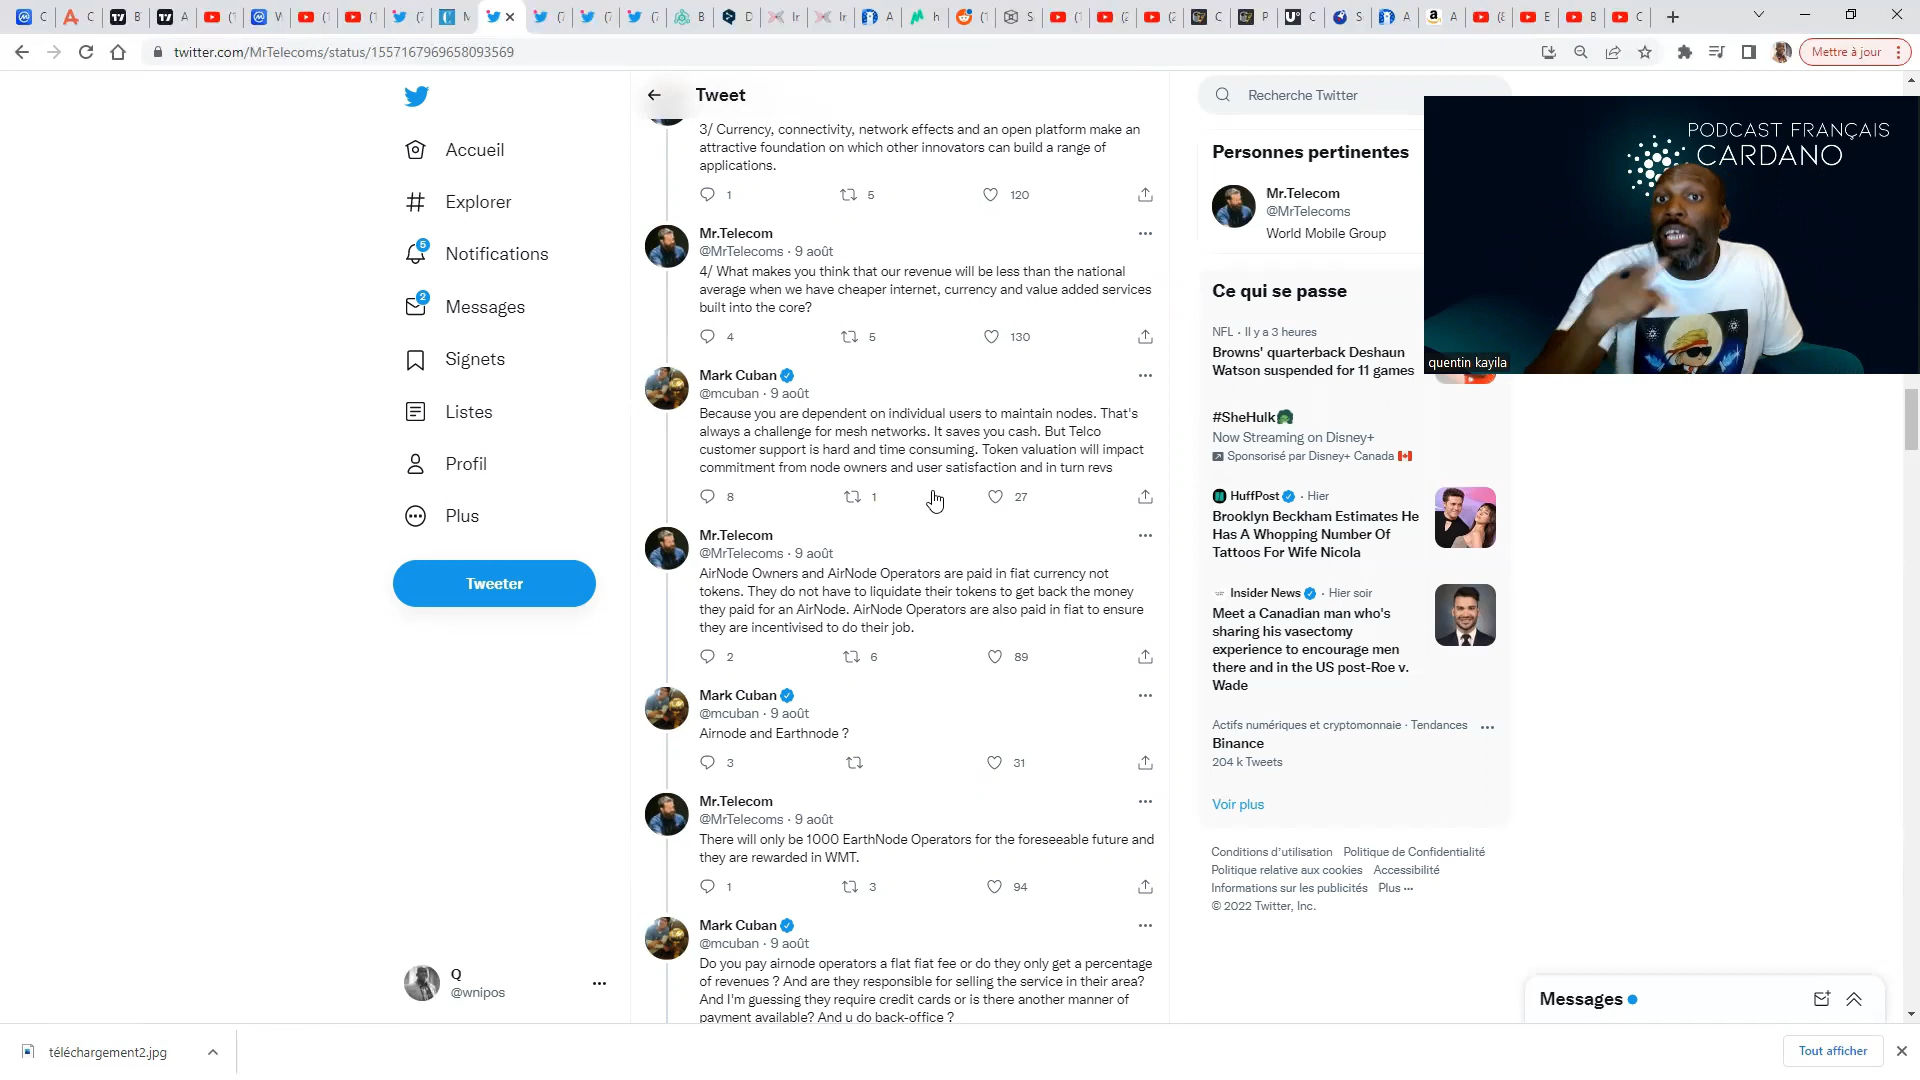 twitter.com/MrTelecoms/status/1557167969658093569
Mettre à jour
Tweet
Recherche Twitter
Accueil
Explorer
5
Notifications
2
Messages
Signets
Listes
Profil
Plus
Tweeter
Q
@wnipos
3/ Currency, connectivity, network effects and an open platform make an
attractive foundation on which other innovators can build a range of
applications.
1 5 120
Mr.Telecom
@MrTelecoms · 9 août
4/ What makes you think that our revenue will be less than the national
average when we have cheaper internet, currency and value added services
built into the core?
4 5 130
Mark Cuban
@mcuban · 9 août
Because you are dependent on individual users to maintain nodes. That's
always a challenge for mesh networks. It saves you cash. But Telco
customer support is hard and time consuming. Token valuation will impact
commitment from node owners and user satisfaction and in turn revs
8 1 27
Mr.Telecom
@MrTelecoms · 9 août
AirNode Owners and AirNode Operators are paid in fiat currency not
tokens. They do not have to liquidate their tokens to get back the money
they paid for an AirNode. AirNode Operators are also paid in fiat to ensure
they are incentivised to do their job.
2 6 89
Mark Cuban
@mcuban · 9 août
Airnode and Earthnode ?
3 31
Mr.Telecom
@MrTelecoms · 9 août
There will only be 1000 EarthNode Operators for the foreseeable future and
they are rewarded in WMT.
1 3 94
Mark Cuban
@mcuban · 9 août
Do you pay airnode operators a flat fiat fee or do they only get a percentage
of revenues ? And are they responsible for selling the service in their area?
And I'm guessing they require credit cards or is there another manner of
payment available? And u do back-office ?
Personnes pertinentes
Mr.Telecom
@MrTelecoms
World Mobile Group
PODCAST FRANÇAIS
CARDANO
quentin kayila
Ce qui se passe
NFL · Il y a 3 heures
Browns' quarterback Deshaun
Watson suspended for 11 games
#SheHulk
Now Streaming on Disney+
Sponsorisé par Disney+ Canada
HuffPost · Hier
Brooklyn Beckham Estimates He
Has A Whopping Number Of
Tattoos For Wife Nicola
Insider News · Hier soir
Meet a Canadian man who's
sharing his vasectomy
experience to encourage men
there and in the US post-Roe v.
Wade
Actifs numériques et cryptomonnaie · Tendances
Binance
204 k Tweets
Voir plus
Conditions d'utilisation Politique de Confidentialité
Politique relative aux cookies Accessibilité
Informations sur les publicités Plus
© 2022 Twitter, Inc.
Messages
téléchargement2.jpg
Tout afficher